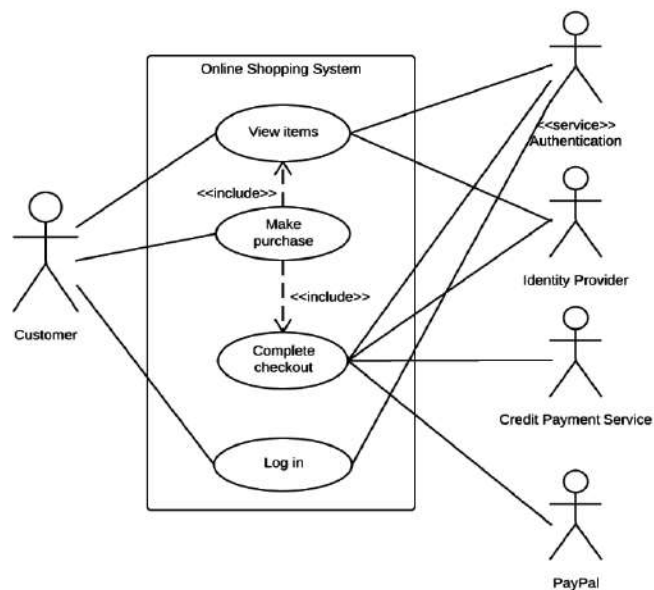 Online Shopping System
View items
<<service>>
Authentication
<<include>>
Make
purchase
Identity Provider
<<include>>
Customer
Complete
checkout
Credit Payment Service
Log in
PayPal